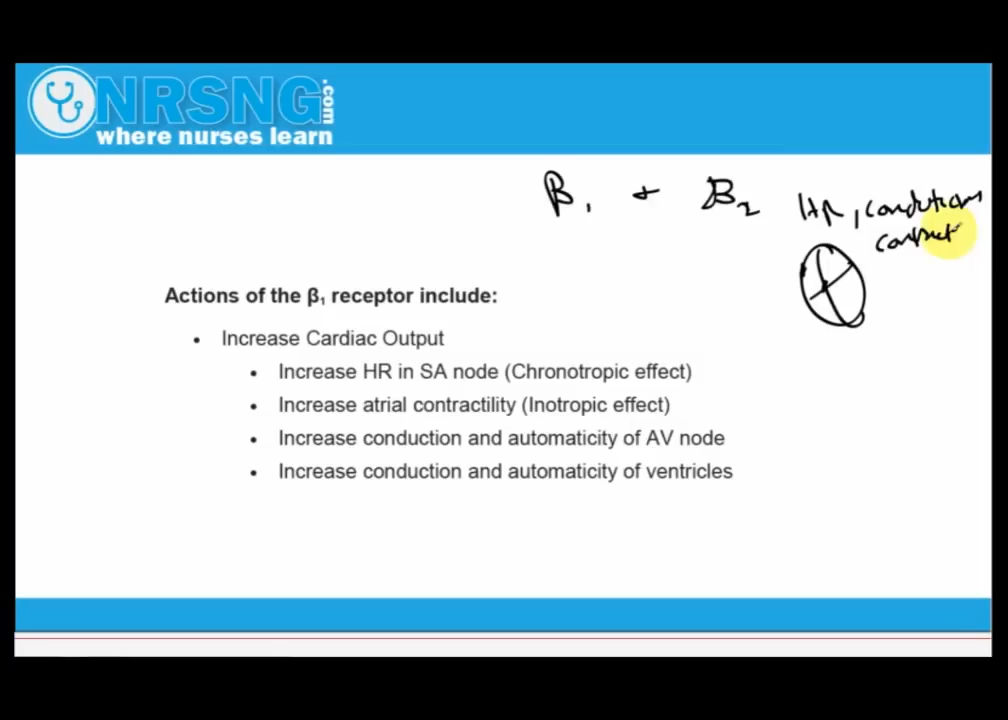 NRSNG.com
where nurses learn
β1 + β2 HR, conduction
contract
Actions of the β₁ receptor include:
• Increase Cardiac Output
• Increase HR in SA node (Chronotropic effect)
• Increase atrial contractility (Inotropic effect)
• Increase conduction and automaticity of AV node
• Increase conduction and automaticity of ventricles